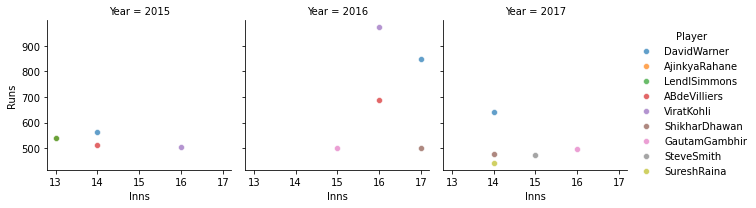 Year = 2015
Year = 2016
Year = 2017
Runs
900
800
700
600
500
13 14 15 16 17
Inns
13 14 15 16 17
Inns
13 14 15 16 17
Inns
Player
DavidWarner
AjinkyaRahane
LendlSimmons
ABdeVilliers
ViratKohli
ShikharDhawan
GautamGambhir
SteveSmith
SureshRaina